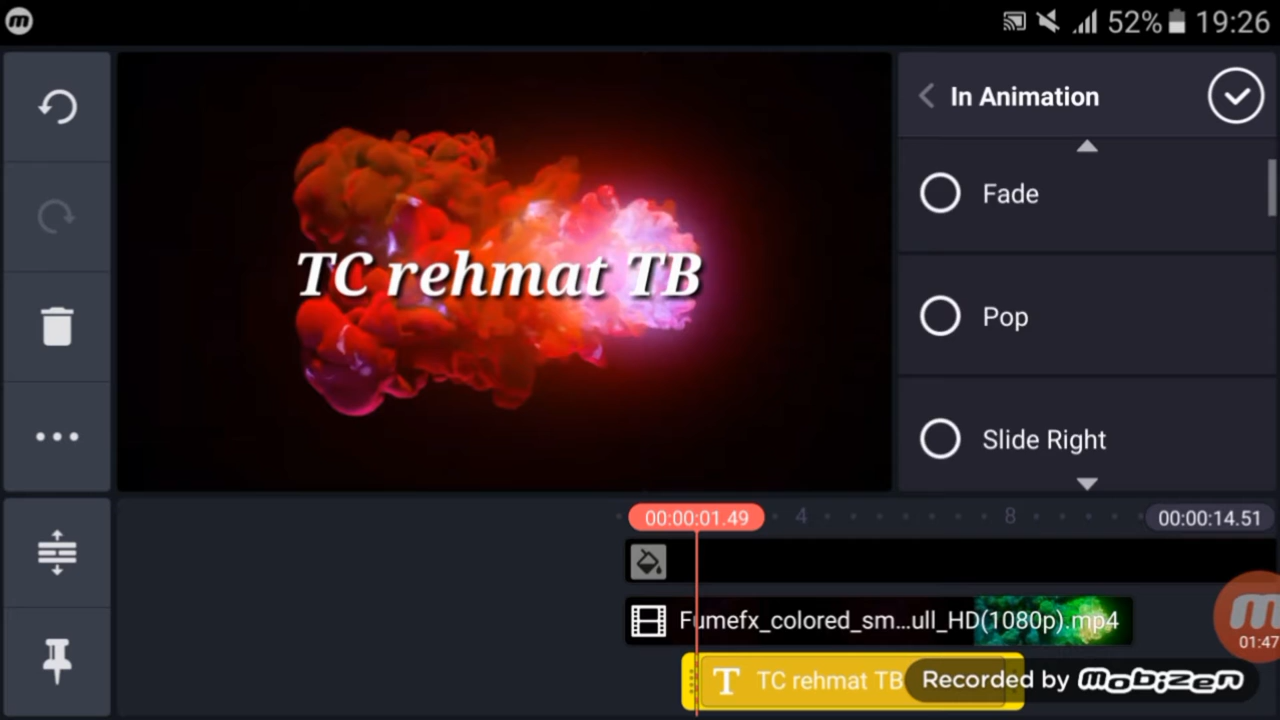 m
52% 19:26
In Animation
Fade
TC rehmat TB
Pop
Slide Right
00:00:01.49 4 8 00:00:14.51
Fumefx_colored_sm...ull_HD(1080p).mp4
m
01:47
T TC rehmat TB
Recorded by mobizen